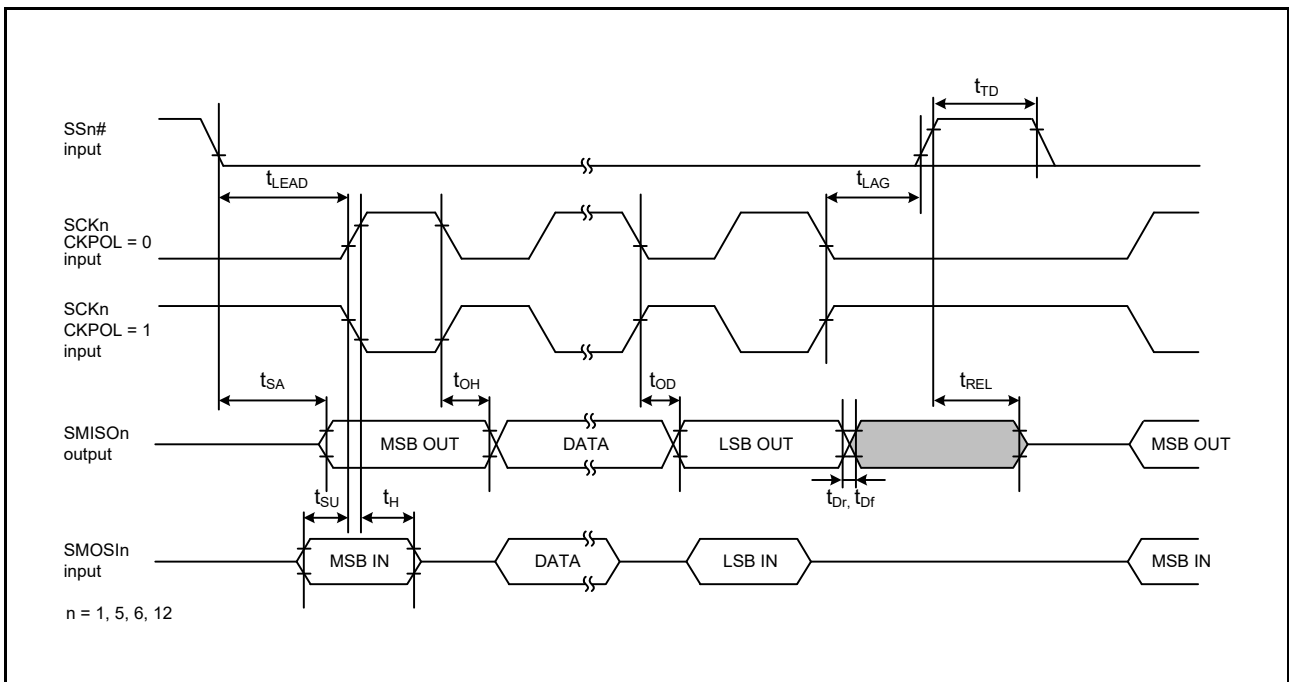 tTD
SSn#
input
tLEAD
tLAG
SCKn
CKPOL = 0
input
SCKn
CKPOL = 1
input
tSA
tOH
tOD
tREL
SMISOn
output
MSB OUT
DATA
LSB OUT
MSB OUT
tSU
tH
tDr, tDf
SMOSIn
input
MSB IN
DATA
LSB IN
MSB IN
n = 1, 5, 6, 12